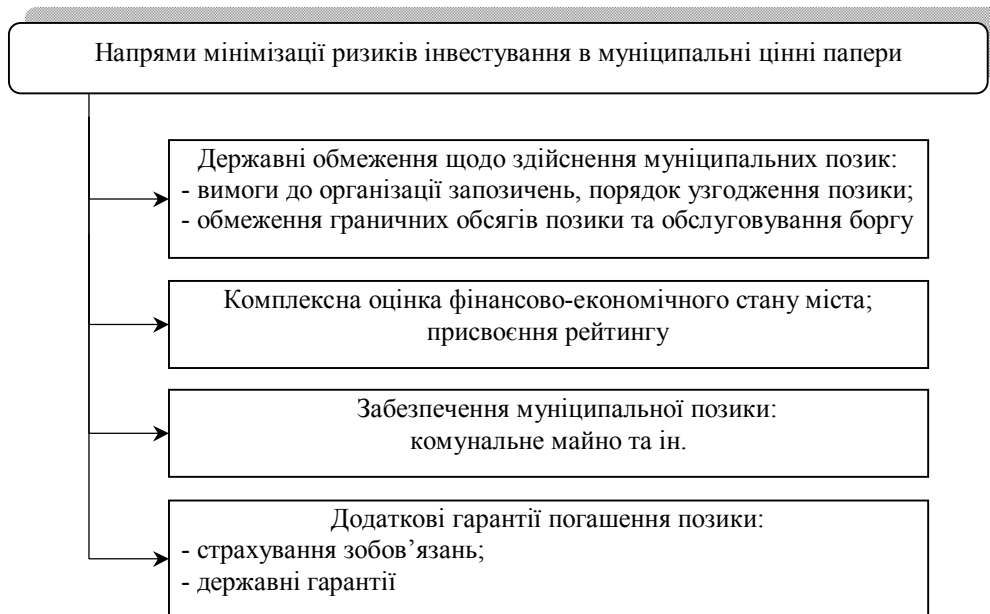 Напрями мінімізації ризиків інвестування в муніципальні цінні папери
Державні обмеження щодо здійснення муніципальних позик:
- вимоги до організації запозичень, порядок узгодження позики;
- обмеження граничних обсягів позики та обслуговування боргу
Комплексна оцінка фінансово-економічного стану міста;
присвоєння рейтингу
Забезпечення муніципальної позики:
комунальне майно та ін.
Додаткові гарантії погашення позики:
- страхування зобов’язань;
- державні гарантії